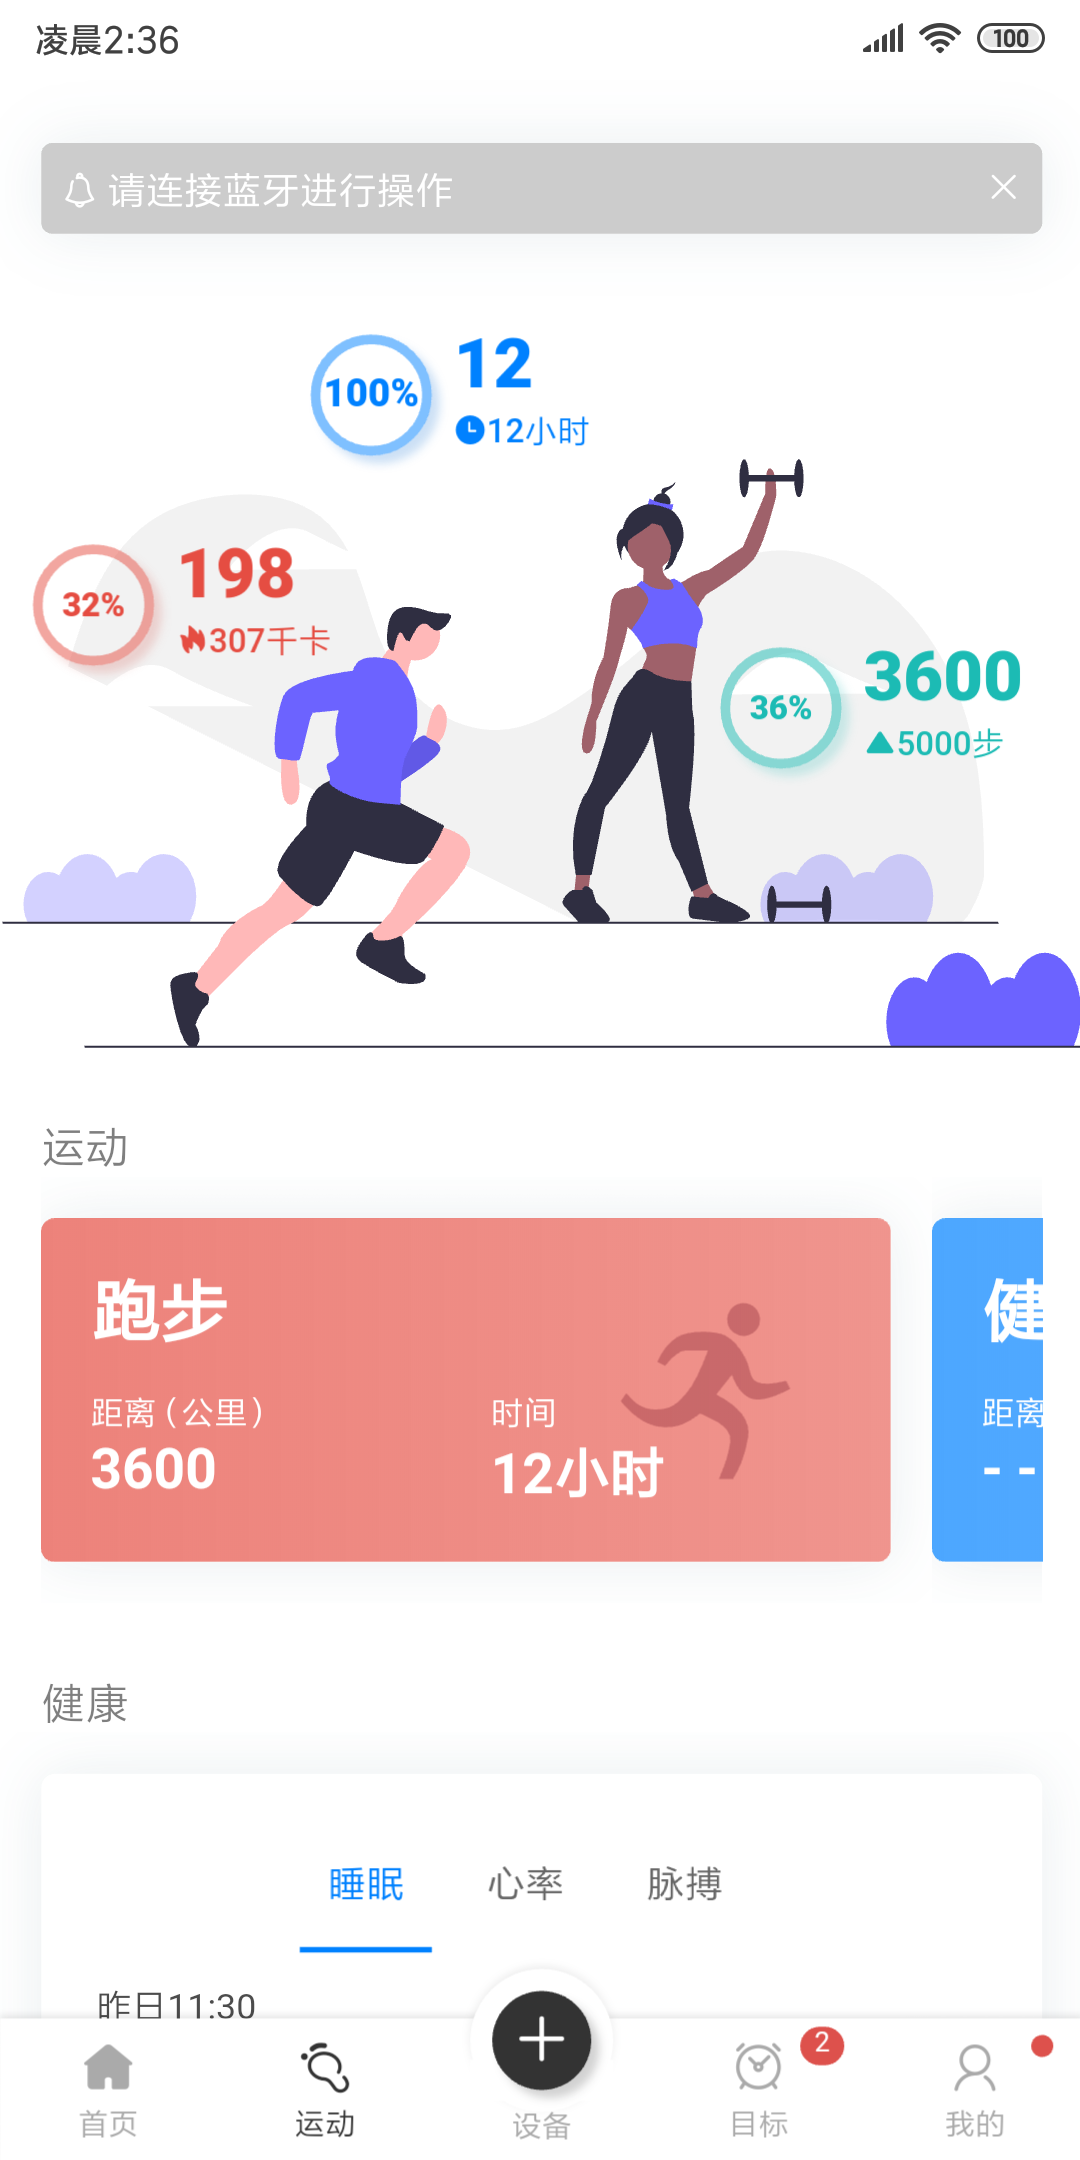 凌晨2:36
100
请连接蓝牙进行操作
100%
12
12小时
32%
198
307千卡
36%
3600
5000步
运动
跑步
距离（公里）
3600
时间
12小时
健
距离
- -
健康
睡眠
心率
脉搏
昨日11:30
首页
运动
设备
2
目标
我的